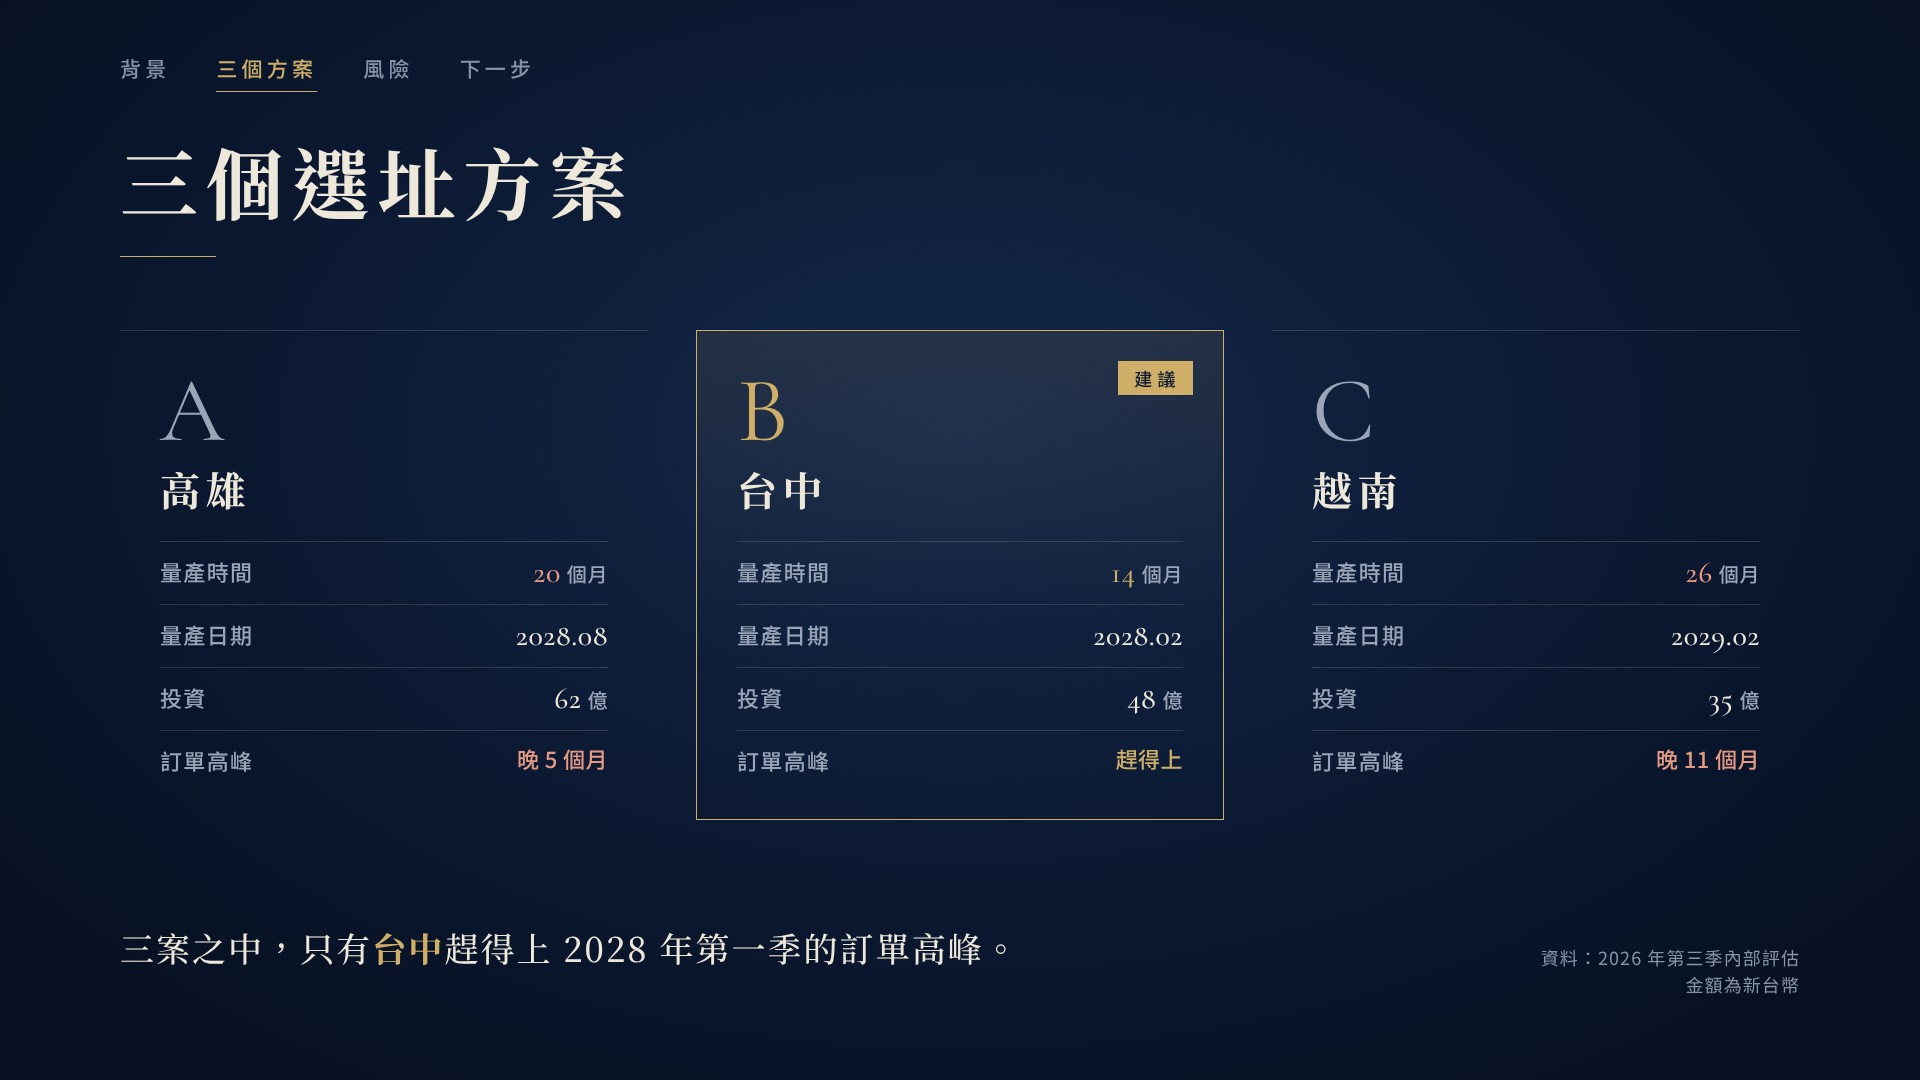 背景 三個方案 風險 下一步
三個選址方案
A
高雄
量產時間 20 個月
量產日期 2028.08
投資 62 億
訂單高峰 晚 5 個月
建議
B
台中
量產時間 14 個月
量產日期 2028.02
投資 48 億
訂單高峰 趕得上
C
越南
量產時間 26 個月
量產日期 2029.02
投資 35 億
訂單高峰 晚 11 個月
三案之中，只有台中趕得上 2028 年第一季的訂單高峰。
資料：2026 年第三季內部評估
金額為新台幣